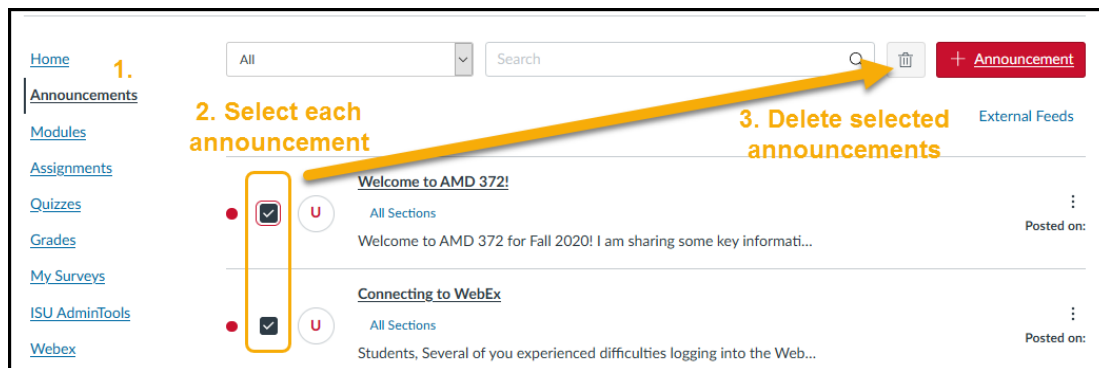 Home
1.
Announcements
Modules
Assignments
Quizzes
Grades
My Surveys
ISU AdminTools
Webex
All
Search
+ Announcement
2. Select each
announcement
3. Delete selected
announcements
External Feeds
Welcome to AMD 372!
U
All Sections
Welcome to AMD 372 for Fall 2020! I am sharing some key informati...
Posted on:
Connecting to WebEx
U
All Sections
Students, Several of you experienced difficulties logging into the Web...
Posted on: